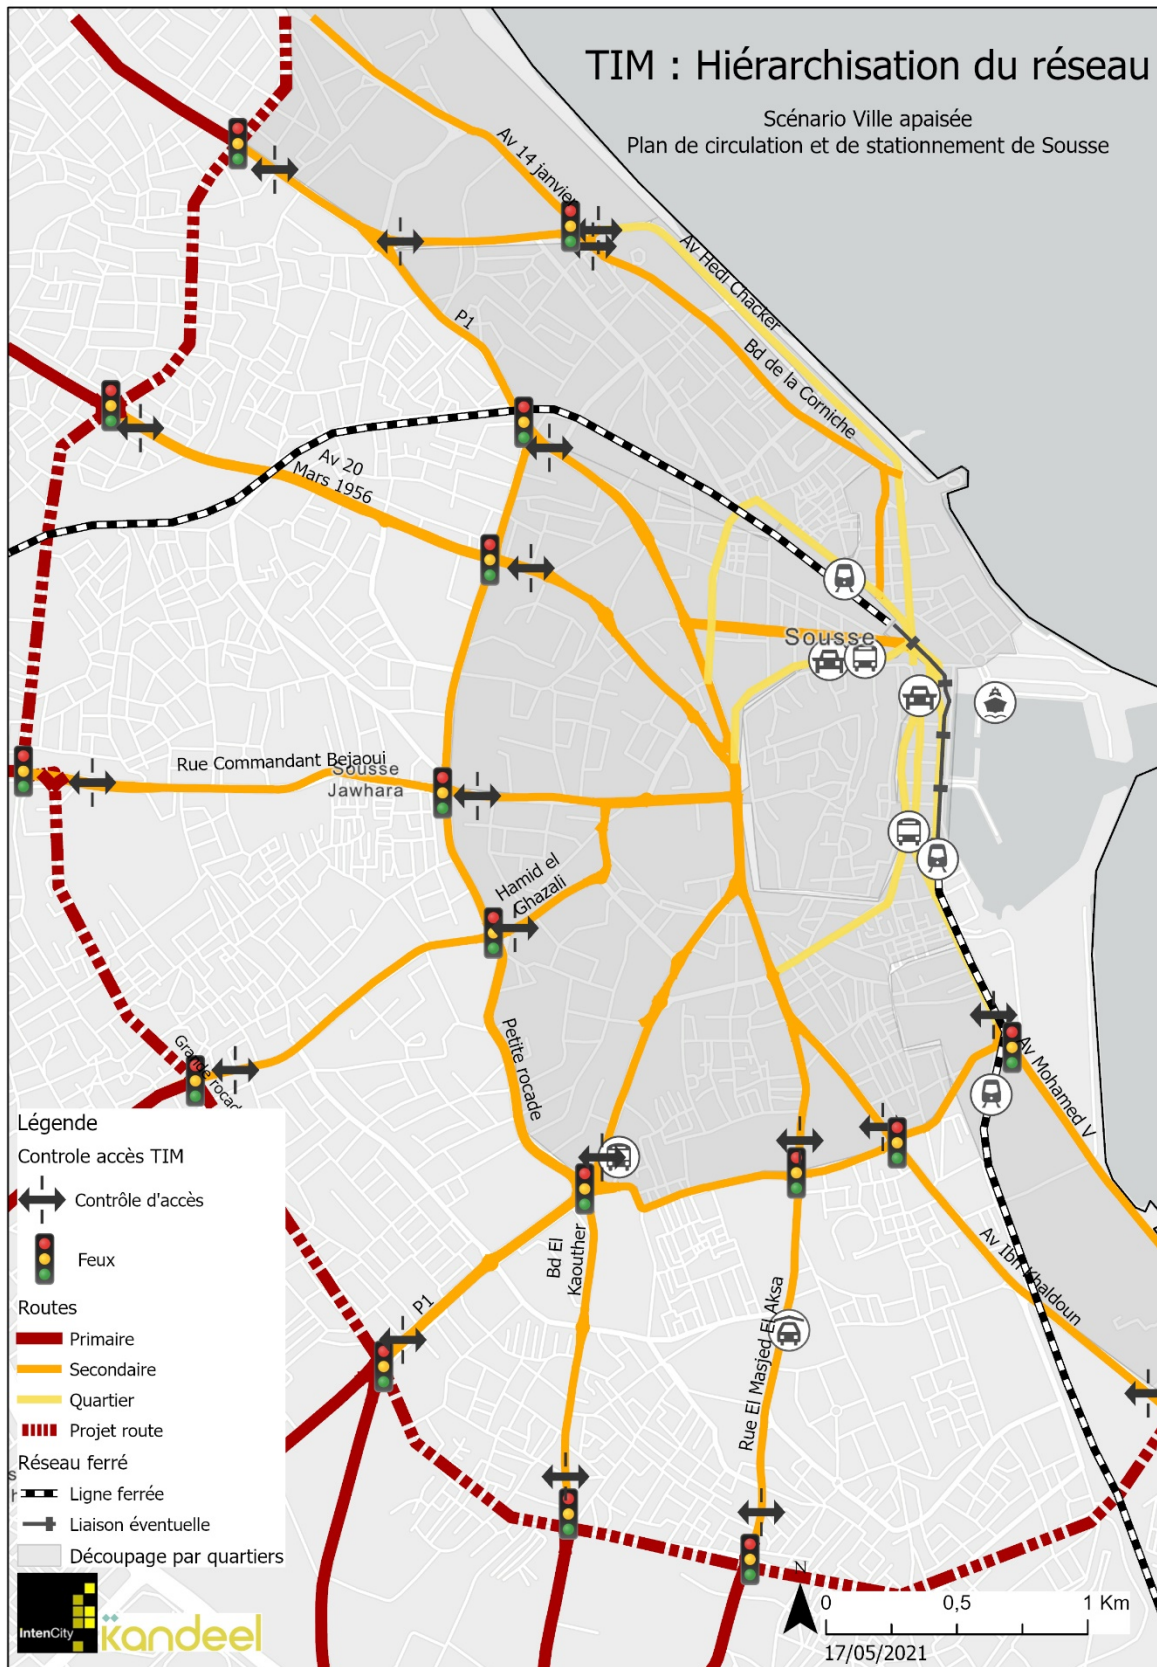 TIM : Hiérarchisation du réseau
Scénario Ville apaisée
Plan de circulation et de stationnement de Sousse
Av 14 janvier
Av Hedi Chacker
P1
Bd de la Corniche
Av 20
Mars 1956
Sousse
Rue Commandant Bejaoui
Sousse
Jawhara
Hamid el
Ghazali
Petite rocade
Grande rocade
Av Mohamed V
Bd El
Kaouther
P1
Av Ibn Khaldoun
Rue El Masjed El Aksa
Légende
Controle accès TIM
Contrôle d'accès
Feux
Routes
Primaire
Secondaire
Quartier
Projet route
Réseau ferré
Ligne ferrée
Liaison éventuelle
Découpage par quartiers
IntenCity
kandeel
N
0 0,5 1 Km
17/05/2021